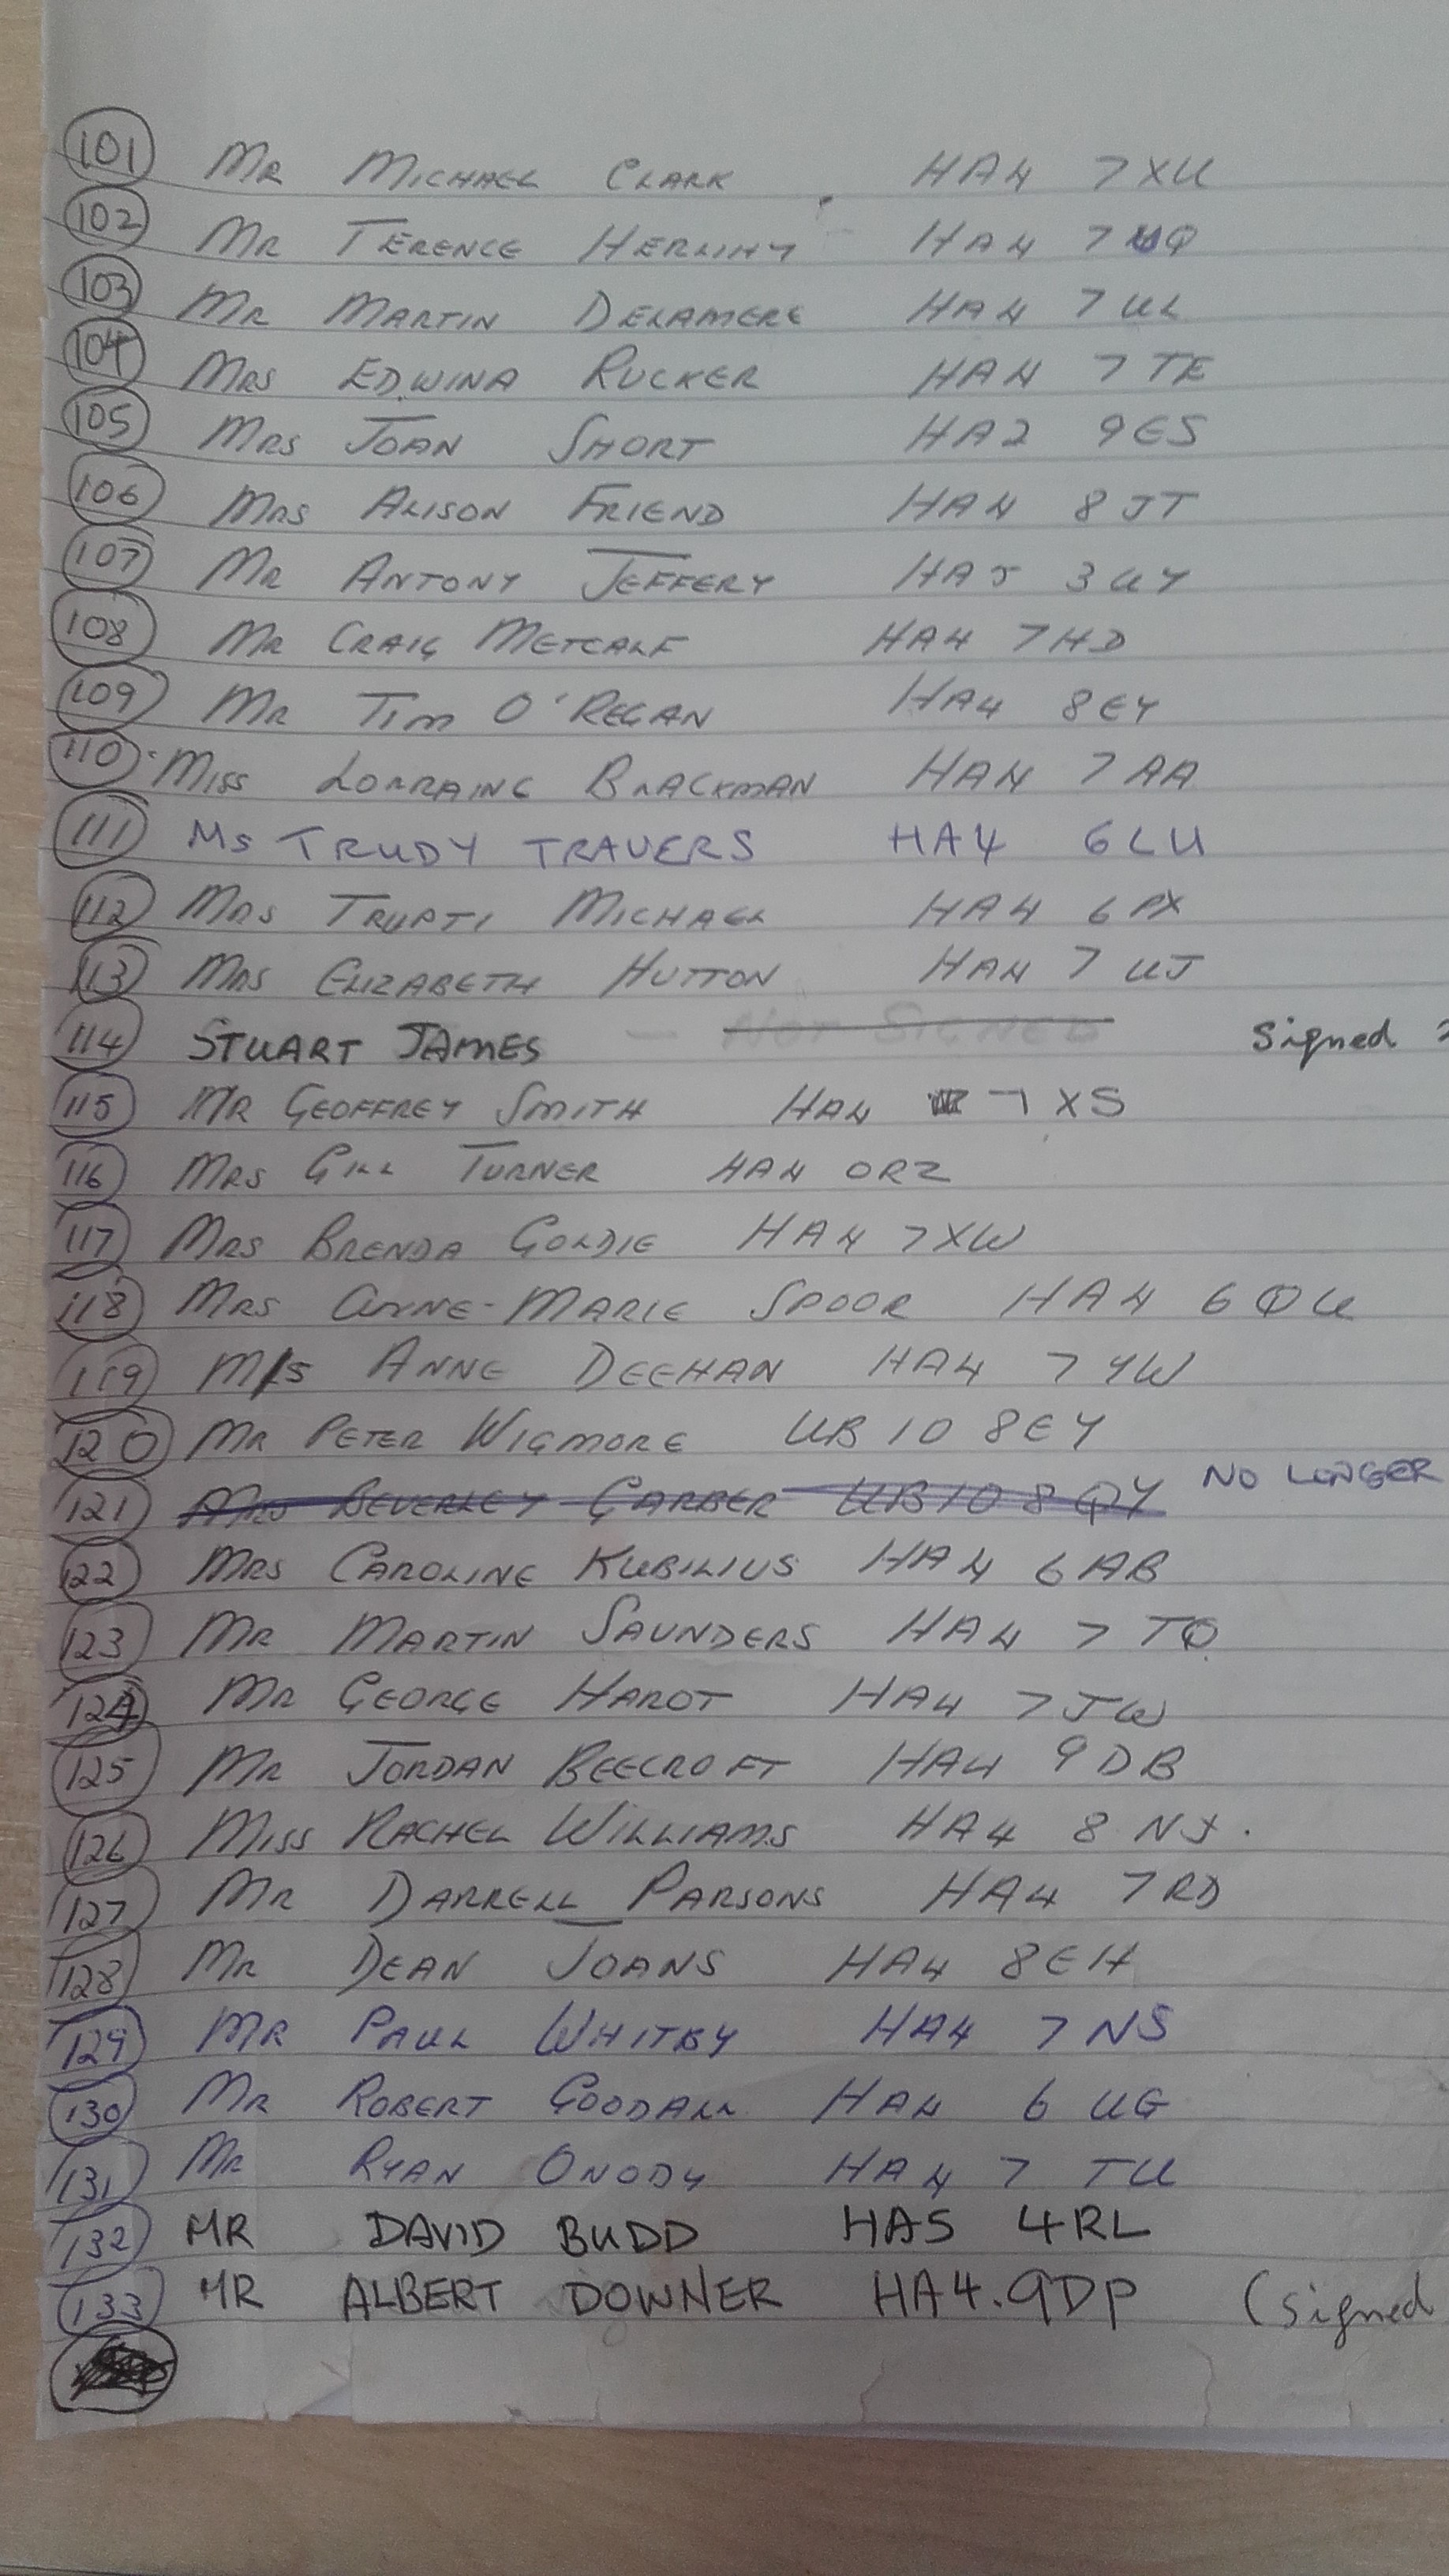 101 MR MICHAEL CLARK HA4 7XU
102 MR TERENCE HERLIHY HA4 7UQ
103 MR MARTIN DELAMERE HA4 7UL
104 MRS EDWINA RUCKER HA4 7TE
105 MRS JOAN SHORT HA2 9ES
106 MRS ALISON FRIEND HA4 8JT
107 MR ANTONY JEFFERY HA5 3UY
108 MR CRAIG METCALF HA4 7HD
109 MR TIM O'REGAN HA4 8EY
110 MISS LORRAINE BLACKMAN HA4 7AA
111 MS TRUDY TRAVERS HA4 6LU
112 MRS TRUPTI MICHAEL HA4 6PX
113 MRS ELIZABETH HUTTON HA4 7UJ
114 STUART JAMES - NOT SIGNED Signed
115 MR GEOFFREY SMITH HA4 7XS
116 MRS GILL TURNER HA4 0RZ
117 MRS BRENDA GOLDIE HA4 7XW
118 MRS ANNE-MARIE SPOOR HA4 6QU
119 M/S ANNE DEEHAN HA4 7YW
120 MR PETER WIGMORE UB10 8EY
121 MRS BEVERLEY GARBER UB10 8QY NO LONGER
122 MRS CAROLINE KUBILIUS HA4 6AB
123 MR MARTIN SAUNDERS HA4 7TQ
124 MR GEORGE HAROT HA4 7JW
125 MR JORDAN BEECROFT HA4 9DB
126 MISS RACHEL WILLIAMS HA4 8NJ.
127 MR DARRELL PARSONS HA4 7RD
128 MR DEAN JOANS HA4 8EH
129 MR PAUL WHITBY HA4 7NS
130 MR ROBERT GOODALL HA4 6UG
131 MR RYAN ONODY HA4 7TU
132 MR DAVID BUDD HA5 4RL
133 MR ALBERT DOWNER HA4.9DP (Signed